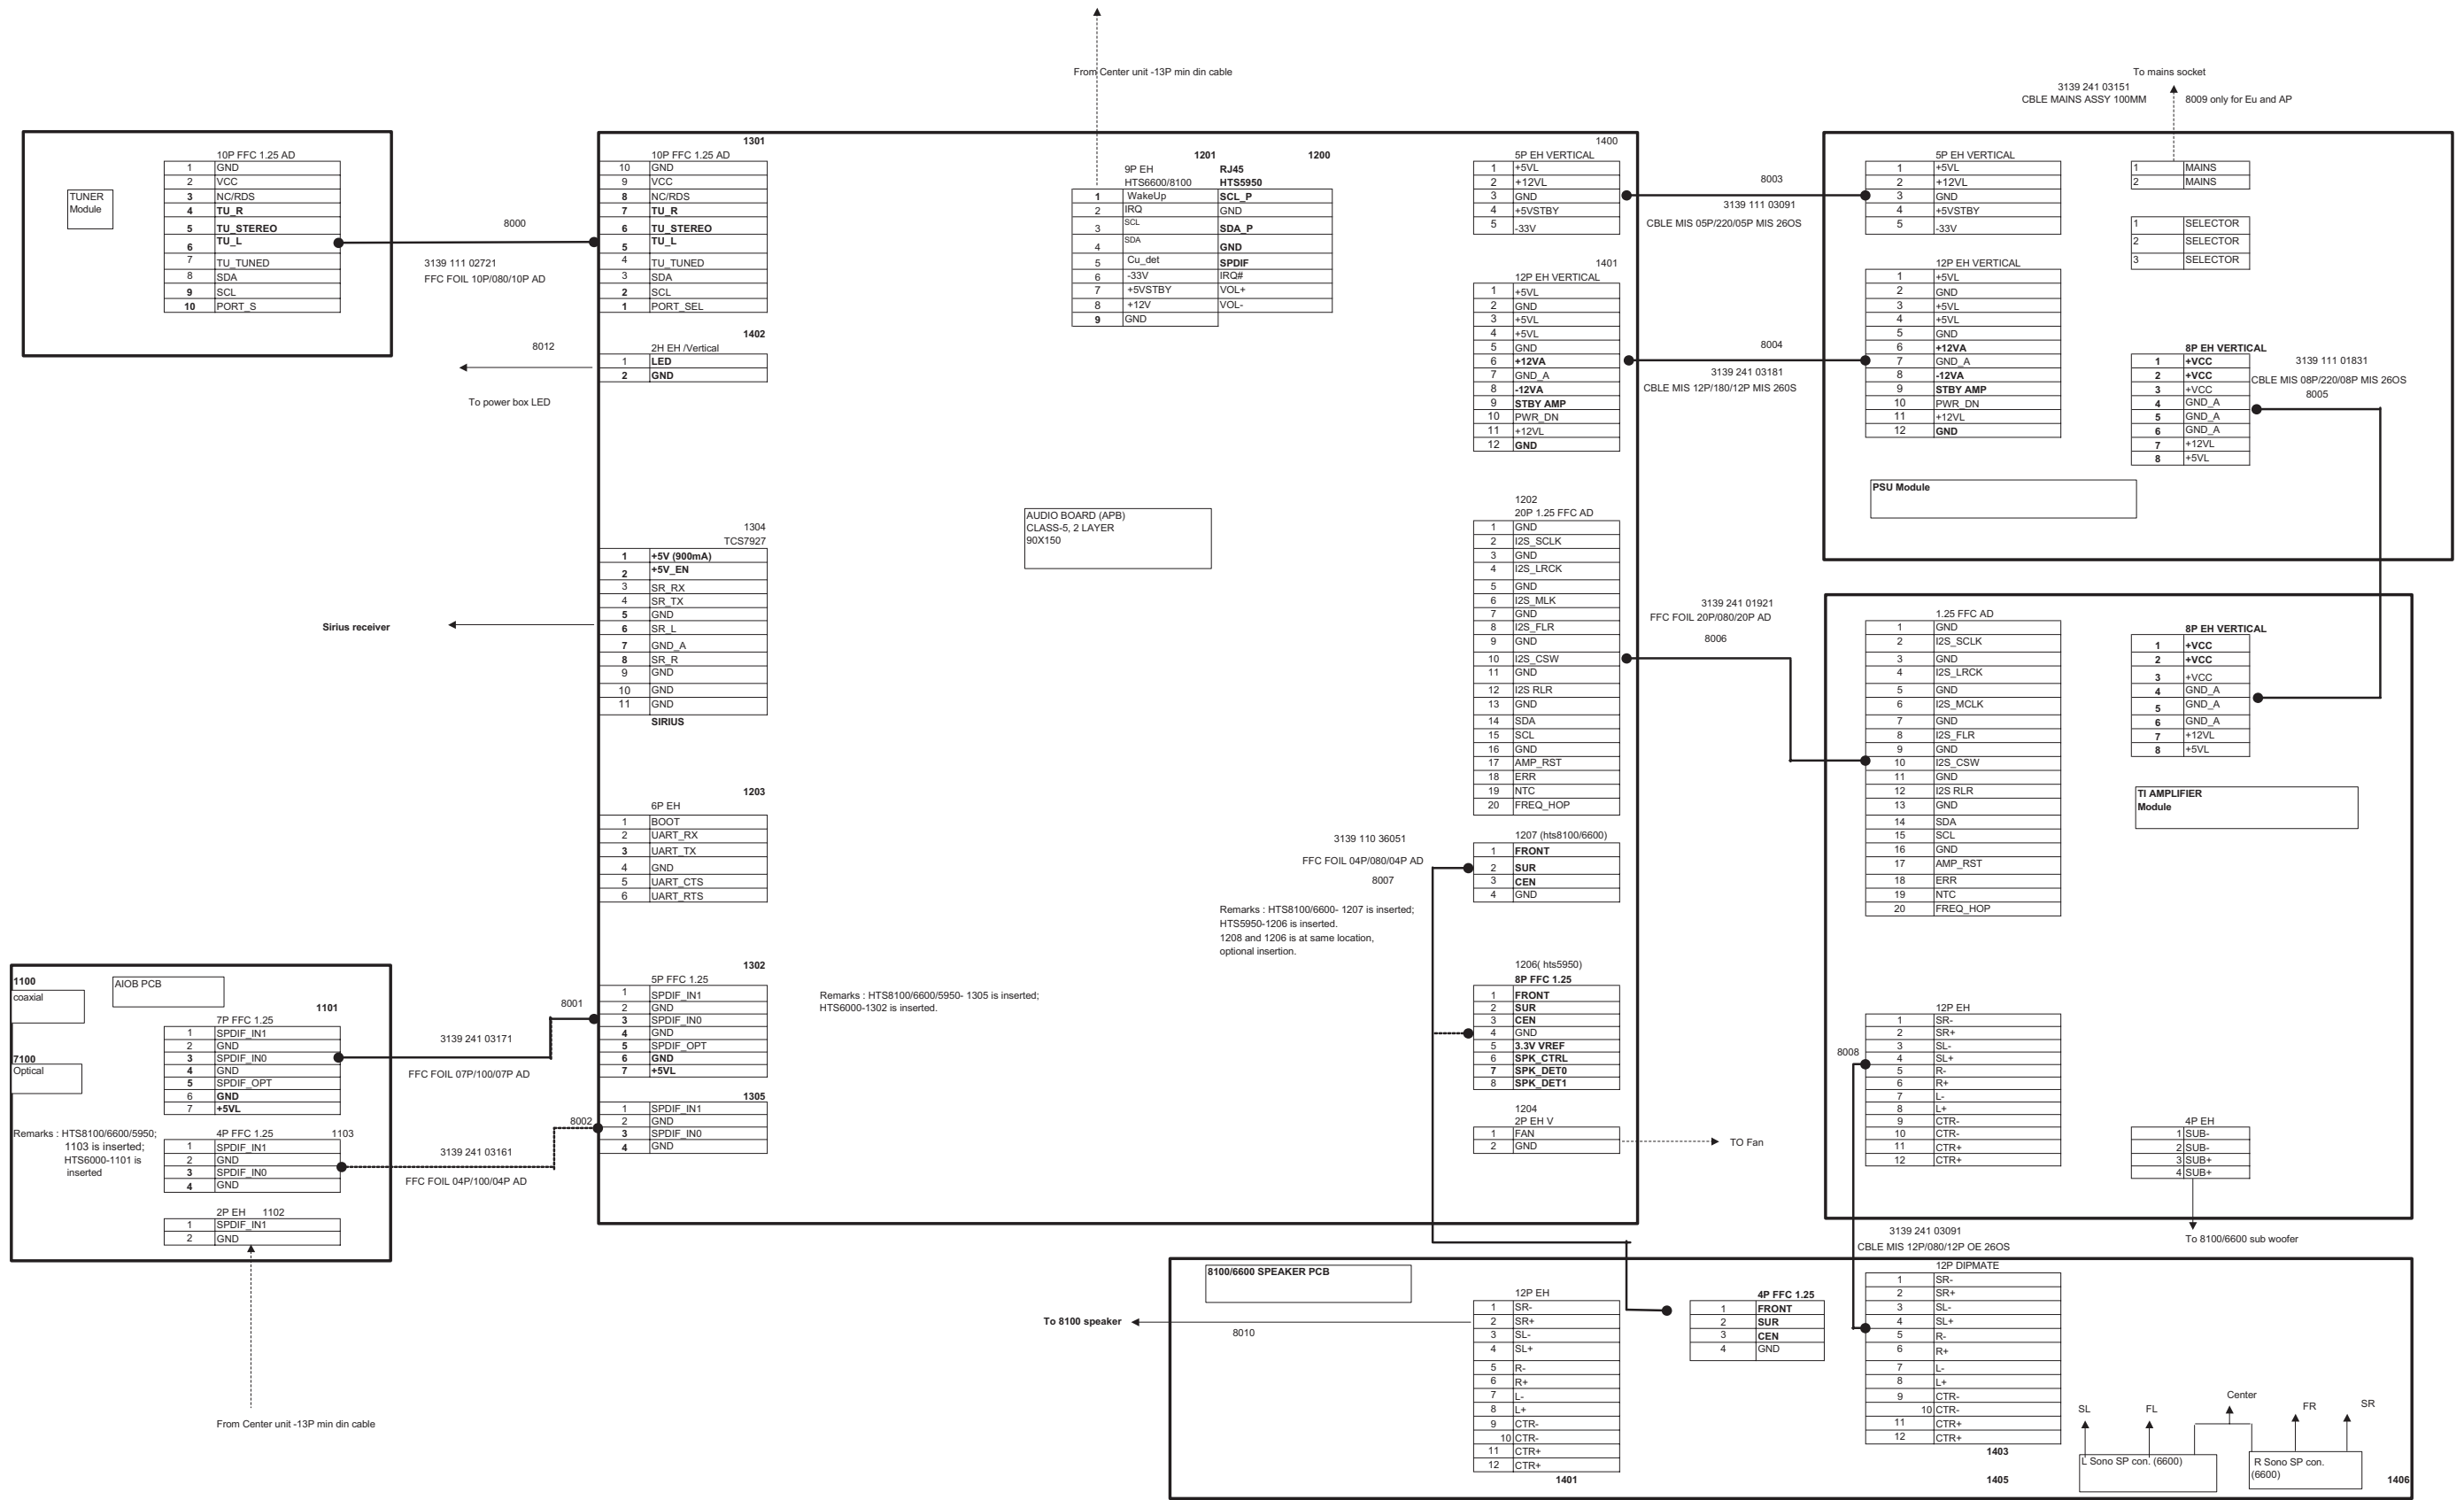 From Center unit -13P min din cable
To mains socket
3139 241 03151
CBLE MAINS ASSY 100MM
8009 only for Eu and AP
TUNER
Module
10P FFC 1.25 AD
1 GND
2 VCC
3 NC/RDS
4 TU_R
5 TU_STEREO
6 TU_L
7 TU_TUNED
8 SDA
9 SCL
10 PORT_S
8000
3139 111 02721
FFC FOIL 10P/080/10P AD
1301
10P FFC 1.25 AD
10 GND
9 VCC
8 NC/RDS
7 TU_R
6 TU_STEREO
5 TU_L
4 TU_TUNED
3 SDA
2 SCL
1 PORT_SEL
1402
2H EH /Vertical
1 LED
2 GND
8012
To power box LED
1304
TCS7927
1 +5V (900mA)
2 +5V_EN
3 SR_RX
4 SR_TX
5 GND
6 SR_L
7 GND_A
8 SR_R
9 GND
10 GND
11 GND
SIRIUS
Sirius receiver
1203
6P EH
1 BOOT
2 UART_RX
3 UART_TX
4 GND
5 UART_CTS
6 UART_RTS
1302
5P FFC 1.25
1 SPDIF_IN1
2 GND
3 SPDIF_IN0
4 GND
5 SPDIF_OPT
6 GND
7 +5VL
1305
1 SPDIF_IN1
2 GND
3 SPDIF_IN0
4 GND
Remarks : HTS8100/6600/5950- 1305 is inserted;
HTS6000-1302 is inserted.
8001
3139 241 03171
FFC FOIL 07P/100/07P AD
8002
3139 241 03161
FFC FOIL 04P/100/04P AD
1100
coaxial
AIOB PCB
7100
Optical
1101
7P FFC 1.25
1 SPDIF_IN1
2 GND
3 SPDIF_IN0
4 GND
5 SPDIF_OPT
6 GND
7 +5VL
Remarks : HTS8100/6600/5950;
1103 is inserted;
HTS6000-1101 is
inserted
4P FFC 1.25 1103
1 SPDIF_IN1
2 GND
3 SPDIF_IN0
4 GND
2P EH 1102
1 SPDIF_IN1
2 GND
From Center unit -13P min din cable
1201 1200
9P EH RJ45
HTS6600/8100 HTS5950
1 WakeUp SCL_P
2 IRQ GND
3 SCL SDA_P
4 SDA GND
5 Cu_det SPDIF
6 -33V IRQ#
7 +5VSTBY VOL+
8 +12V VOL-
9 GND
AUDIO BOARD (APB)
CLASS-5, 2 LAYER
90X150
1400
5P EH VERTICAL
1 +5VL
2 +12VL
3 GND
4 +5VSTBY
5 -33V
8003
3139 111 03091
CBLE MIS 05P/220/05P MIS 26OS
1401
12P EH VERTICAL
1 +5VL
2 GND
3 +5VL
4 +5VL
5 GND
6 +12VA
7 GND_A
8 -12VA
9 STBY AMP
10 PWR_DN
11 +12VL
12 GND
8004
3139 241 03181
CBLE MIS 12P/180/12P MIS 260S
1202
20P 1.25 FFC AD
1 GND
2 I2S_SCLK
3 GND
4 I2S_LRCK
5 GND
6 I2S_MLK
7 GND
8 I2S_FLR
9 GND
10 I2S_CSW
11 GND
12 I2S RLR
13 GND
14 SDA
15 SCL
16 GND
17 AMP_RST
18 ERR
19 NTC
20 FREQ_HOP
3139 241 01921
FFC FOIL 20P/080/20P AD
8006
1207 (hts8100/6600)
1 FRONT
2 SUR
3 CEN
4 GND
3139 110 36051
FFC FOIL 04P/080/04P AD
8007
Remarks : HTS8100/6600- 1207 is inserted;
HTS5950-1206 is inserted.
1208 and 1206 is at same location,
optional insertion.
1206( hts5950)
8P FFC 1.25
1 FRONT
2 SUR
3 CEN
4 GND
5 3.3V VREF
6 SPK_CTRL
7 SPK_DET0
8 SPK_DET1
1204
2P EH V
1 FAN
2 GND
TO Fan
5P EH VERTICAL
1 +5VL
2 +12VL
3 GND
4 +5VSTBY
5 -33V
1 MAINS
2 MAINS
1 SELECTOR
2 SELECTOR
3 SELECTOR
12P EH VERTICAL
1 +5VL
2 GND
3 +5VL
4 +5VL
5 GND
6 +12VA
7 GND_A
8 -12VA
9 STBY AMP
10 PWR_DN
11 +12VL
12 GND
8P EH VERTICAL
1 +VCC
2 +VCC
3 +VCC
4 GND_A
5 GND_A
6 GND_A
7 +12VL
8 +5VL
3139 111 01831
CBLE MIS 08P/220/08P MIS 26OS
8005
PSU Module
1.25 FFC AD
1 GND
2 I2S_SCLK
3 GND
4 I2S_LRCK
5 GND
6 I2S_MCLK
7 GND
8 I2S_FLR
9 GND
10 I2S_CSW
11 GND
12 I2S RLR
13 GND
14 SDA
15 SCL
16 GND
17 AMP_RST
18 ERR
19 NTC
20 FREQ_HOP
8P EH VERTICAL
1 +VCC
2 +VCC
3 +VCC
4 GND_A
5 GND_A
6 GND_A
7 +12VL
8 +5VL
TI AMPLIFIER
Module
12P EH
1 SR-
2 SR+
3 SL-
4 SL+
5 R-
6 R+
7 L-
8 L+
9 CTR-
10 CTR-
11 CTR+
12 CTR+
8008
4P EH
1 SUB-
2 SUB-
3 SUB+
4 SUB+
To 8100/6600 sub woofer
3139 241 03091
CBLE MIS 12P/080/12P OE 26OS
8100/6600 SPEAKER PCB
To 8100 speaker
8010
12P EH
1 SR-
2 SR+
3 SL-
4 SL+
5 R-
6 R+
7 L-
8 L+
9 CTR-
10 CTR-
11 CTR+
12 CTR+
1401
4P FFC 1.25
1 FRONT
2 SUR
3 CEN
4 GND
12P DIPMATE
1 SR-
2 SR+
3 SL-
4 SL+
5 R-
6 R+
7 L-
8 L+
9 CTR-
10 CTR-
11 CTR+
12 CTR+
1403
1405
SL
FL
Center
FR
SR
L Sono SP con. (6600)
R Sono SP con.
(6600)
1406